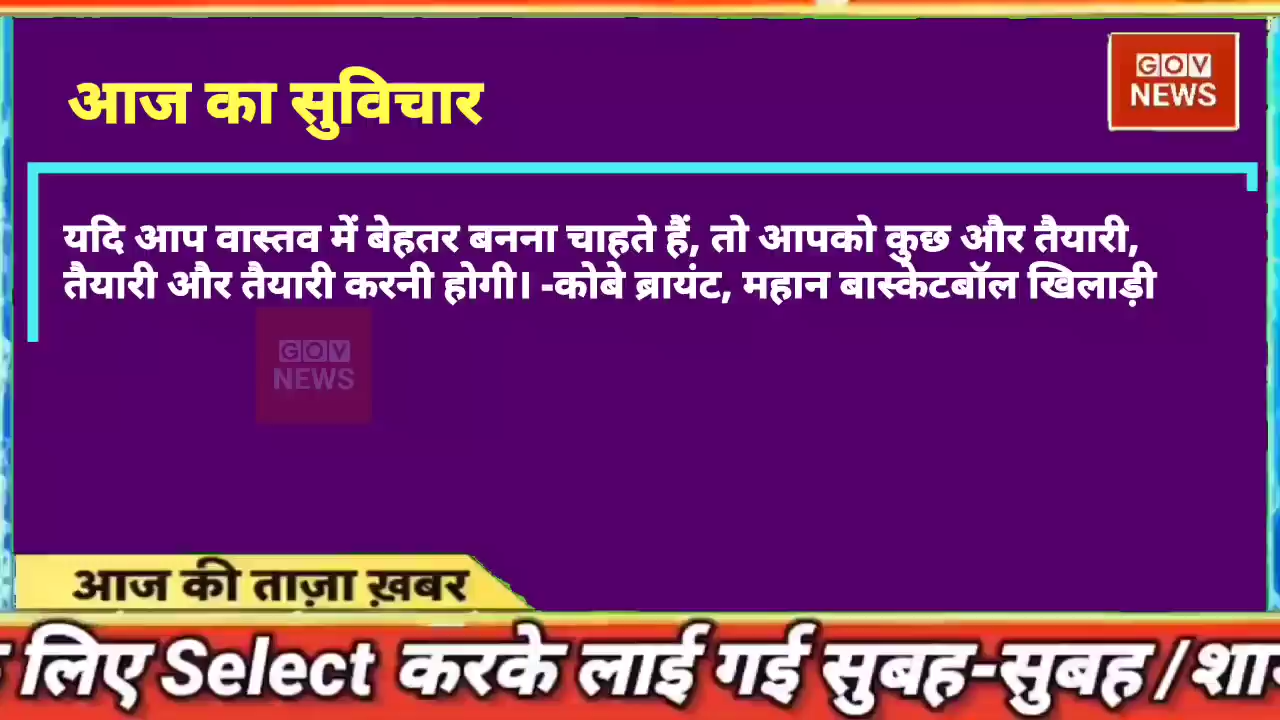 आज का सुविचार
GOV
NEWS
यदि आप वास्तव में बेहतर बनना चाहते हैं, तो आपको कुछ और तैयारी,
तैयारी और तैयारी करनी होगी। -कोबे ब्रायंट, महान बास्केटबॉल खिलाड़ी
GOV
NEWS
आज की ताज़ा ख़बर
लिए Select करके लाई गई सुबह-सुबह /